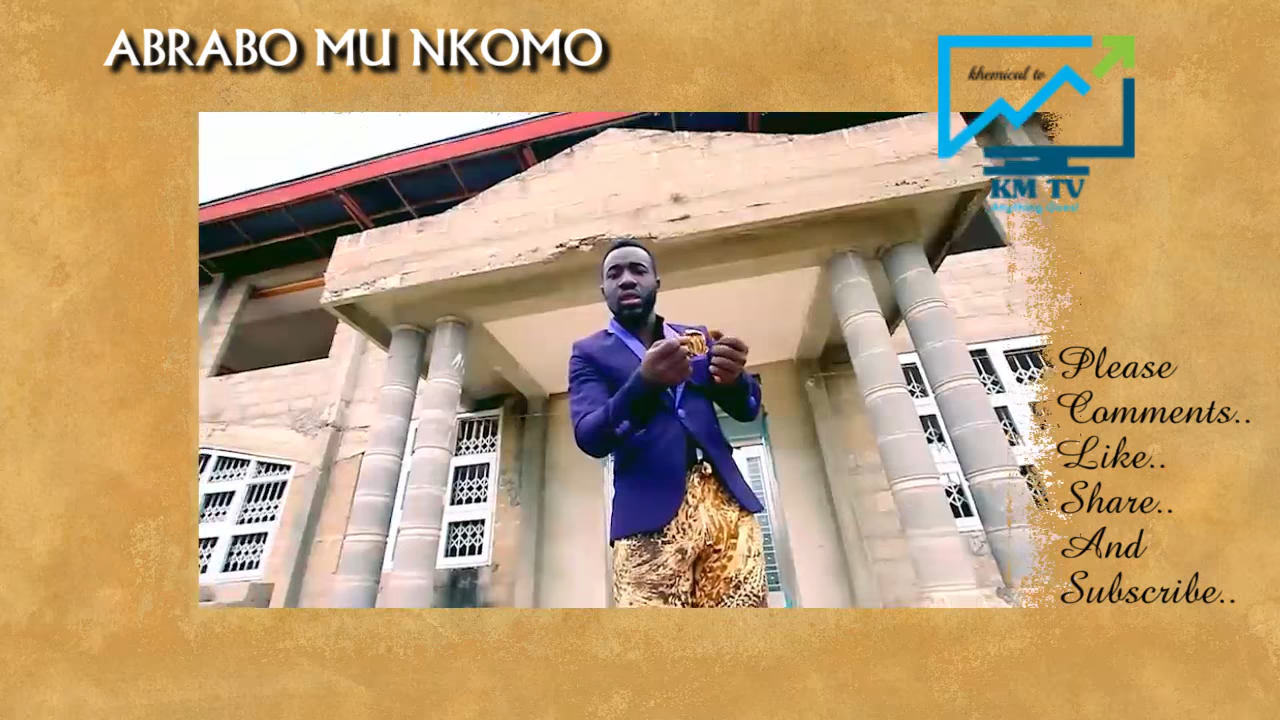 ABRABO MU NKOMO
khemical tv
KM TV
Please
Comments..
Like..
Share..
And
Subscribe..